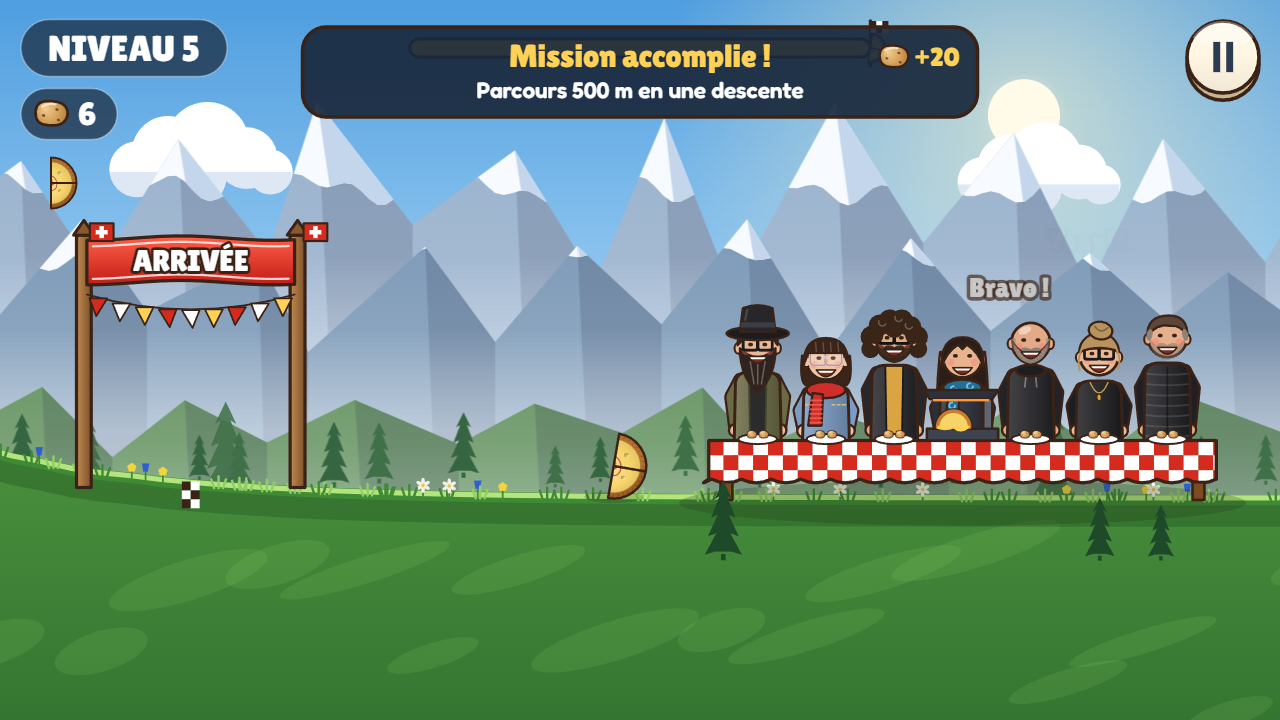 NIVEAU 5
6
Mission accomplie !
+20
Parcours 500 m en une descente
ARRIVÉE
Bravo !